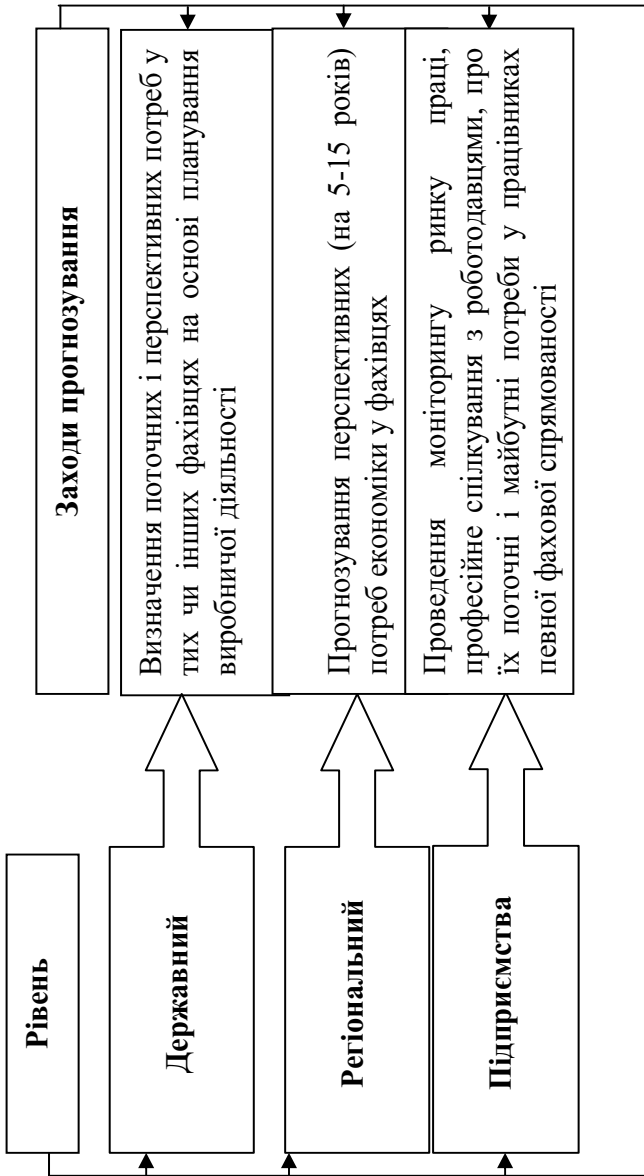 Рівень
Заходи прогнозування
Державний
Визначення поточних і перспективних потреб у
тих чи інших фахівцях на основі планування
виробничої діяльності
Регіональний
Прогнозування перспективних (на 5-15 років)
потреб економіки у фахівцях
Підприємства
Проведення моніторингу ринку праці,
професійне спілкування з роботодавцями, про
їх поточні і майбутні потреби у працівниках
певної фахової спрямованості